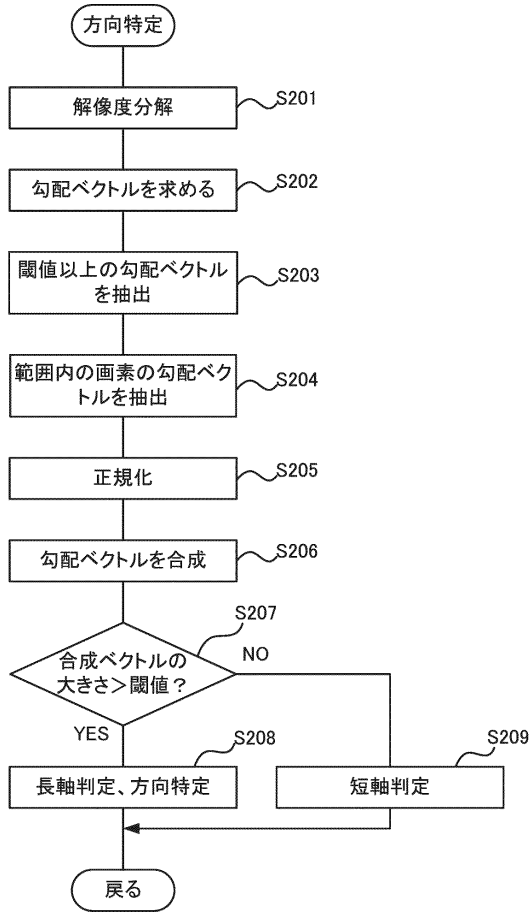 方向特定
解像度分解
S201
勾配ベクトルを求める
S202
閾値以上の勾配ベクトル
を抽出
S203
範囲内の画素の勾配ベク
トルを抽出
S204
正規化
S205
勾配ベクトルを合成
S206
S207
合成ベクトルの
大きさ＞閾値？
NO
YES
S208
長軸判定、方向特定
S209
短軸判定
戻る